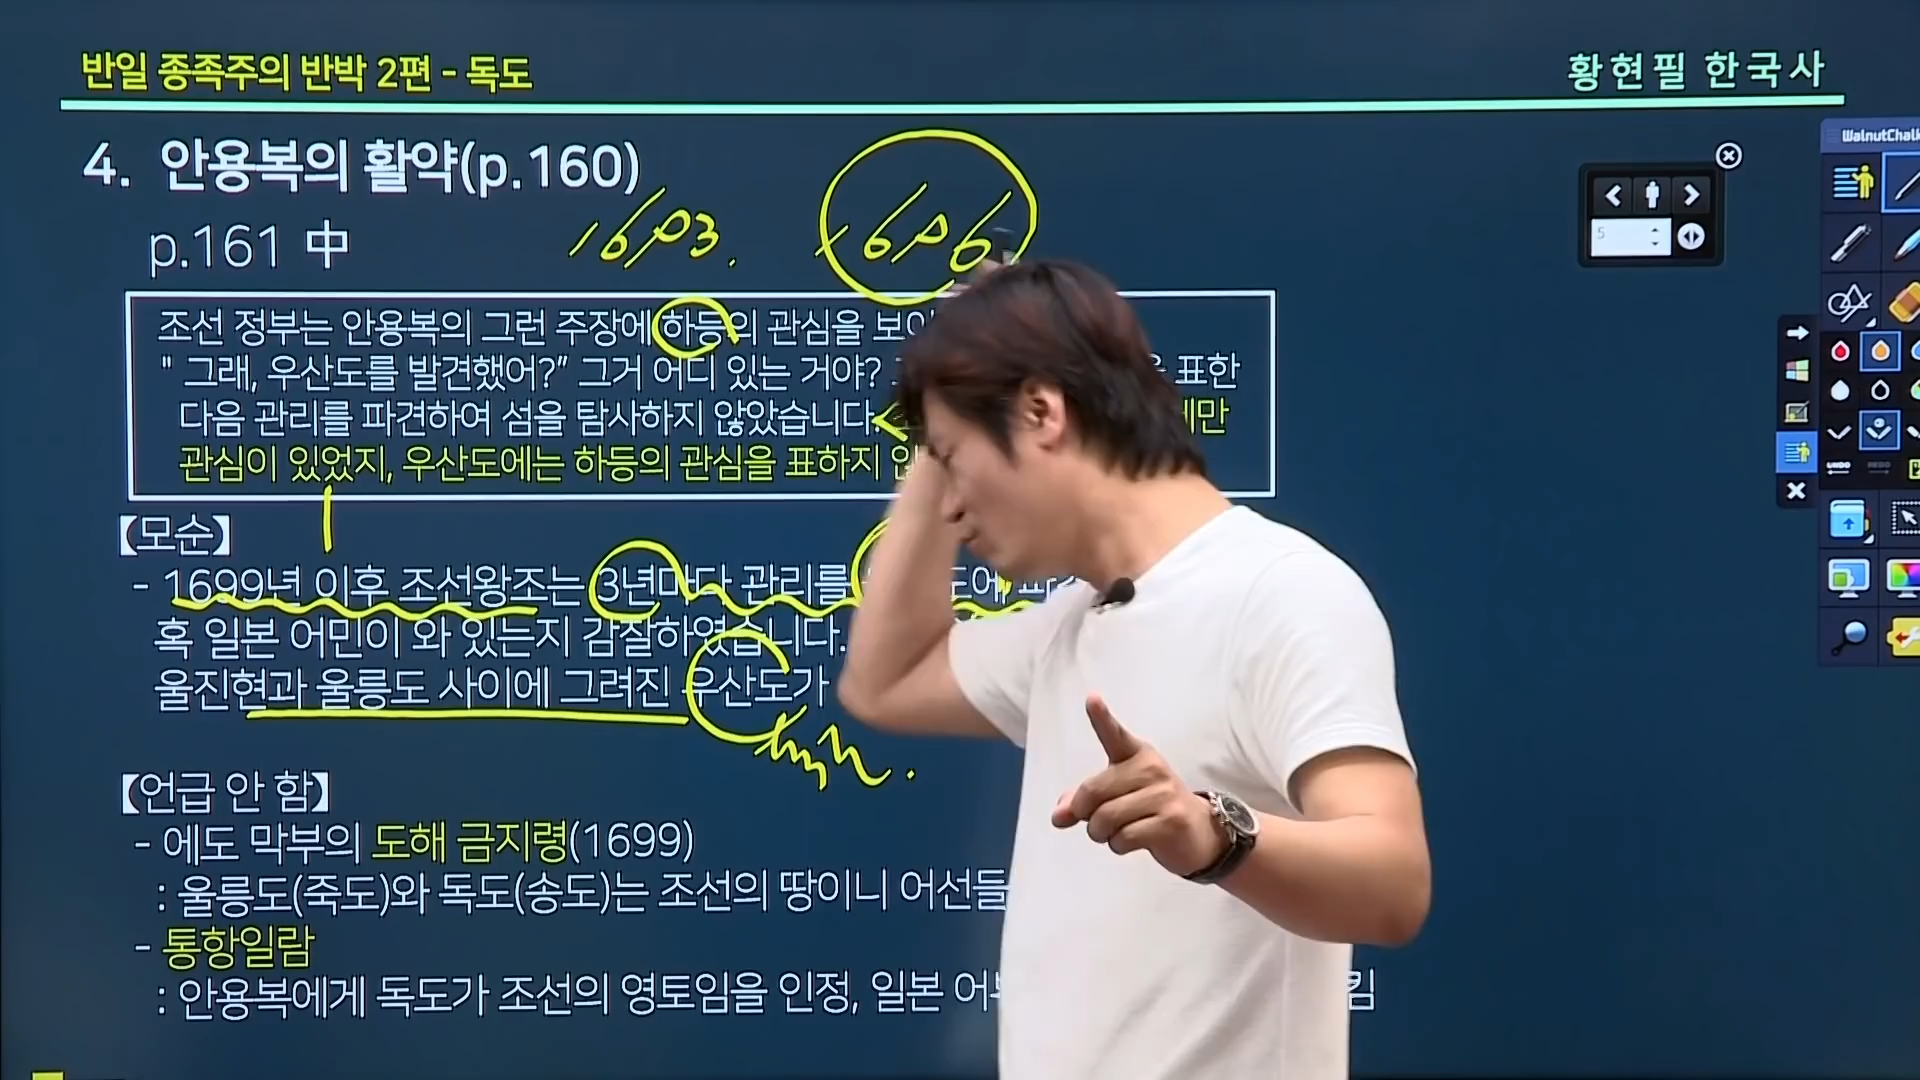 반일 종족주의 반박 2편 - 독도
황현필 한국사
WalnutChalk
4. 안용복의 활약(p.160)
1693.
1696
p.161 中
5
조선 정부는 안용복의 그런 주장에 하등의 관심을
" 그래, 우산도를 발견했어?” 그거 어디 있는 거야? 표한
다음 관리를 파견하여 섬을 탐사하지 않았습니다.
관심이 있었지, 우산도에는 하등의 관심을 표하지
UNDO REDO
【모순】
- 1699년 이후 조선왕조는 3년마다 관리를
혹 일본 어민이 와 있는지 감찰하였습니다.
울진현과 울릉도 사이에 그려진 우산도가
【언급 안 함】
- 에도 막부의 도해 금지령(1699)
: 울릉도(죽도)와 독도(송도)는 조선의 땅이니 어선들
- 통항일람
: 안용복에게 독도가 조선의 영토임을 인정, 일본 킴